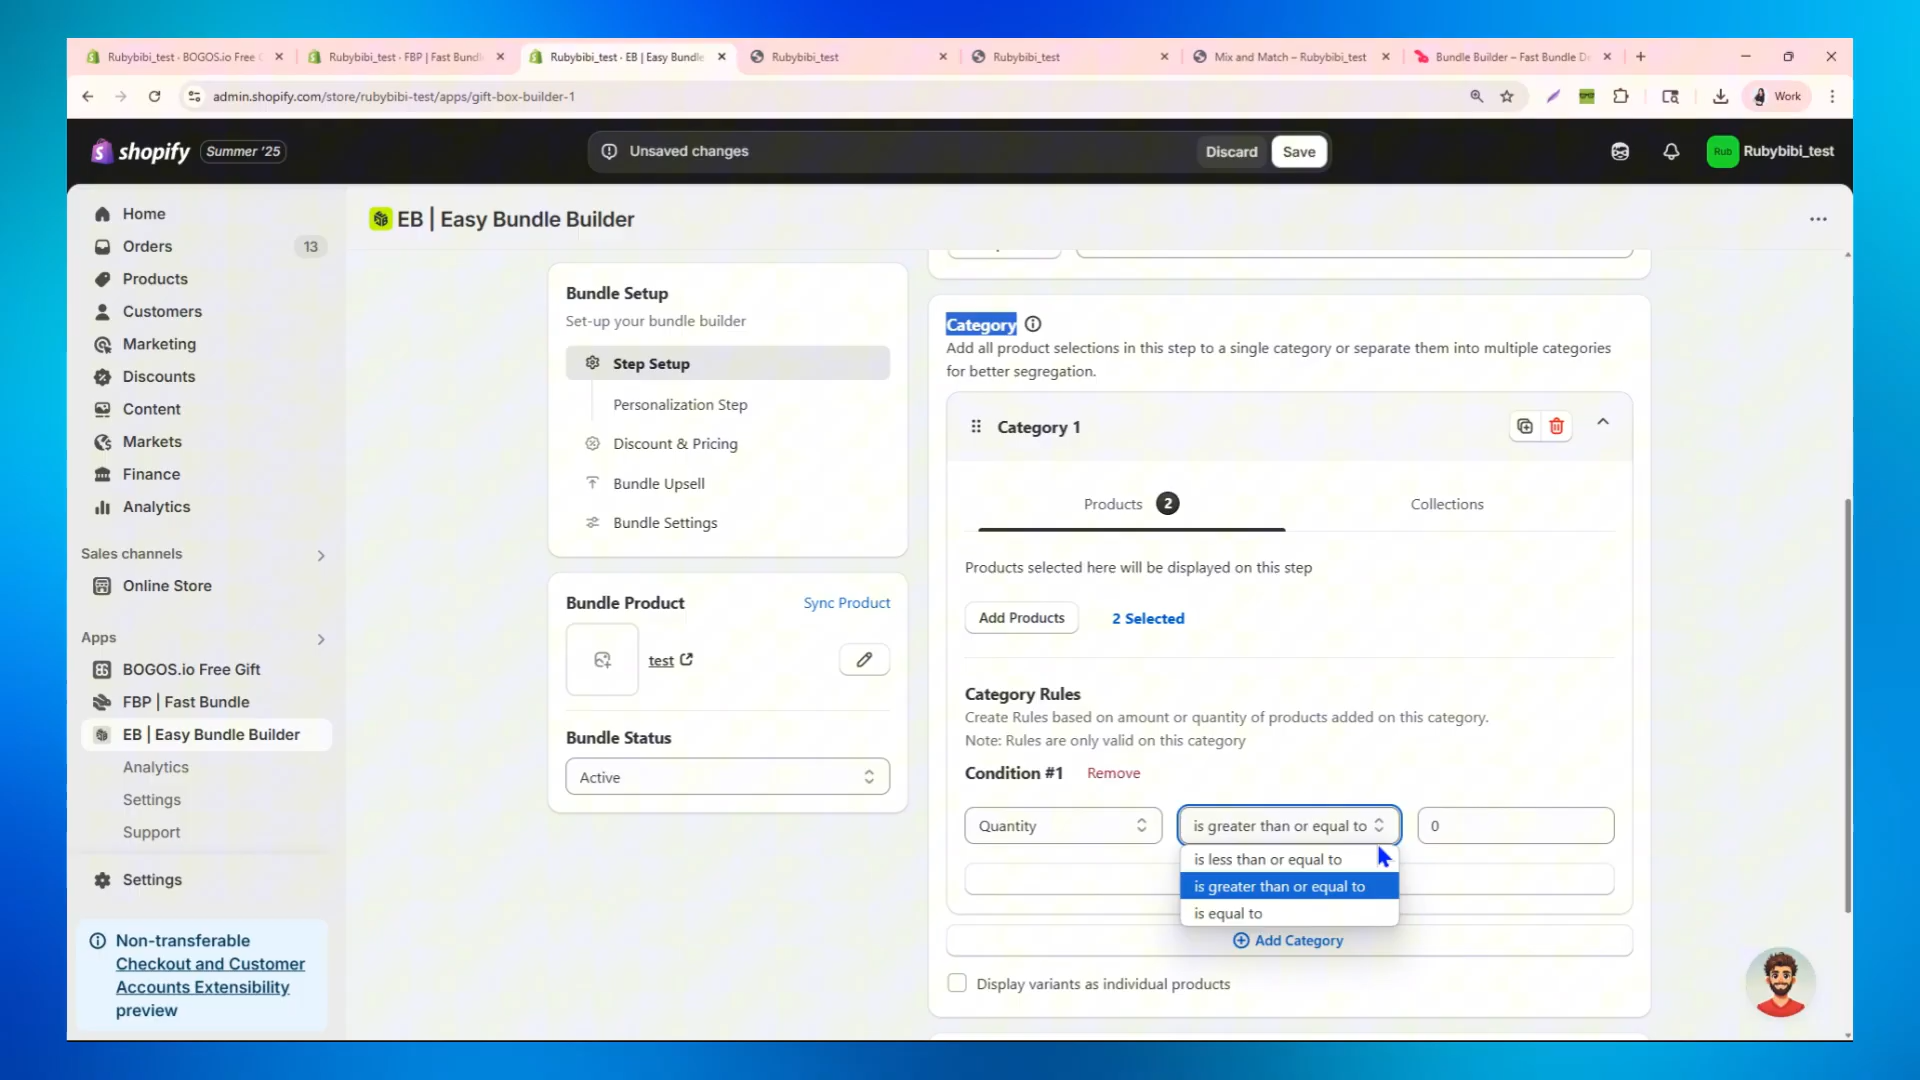 Rubybibi_test · BOGOS.io Free G
Rubybibi_test · FBP | Fast Bundl
Rubybibi_test · EB | Easy Bundle
Rubybibi_test
Rubybibi_test
Mix and Match – Rubybibi_test
Bundle Builder – Fast Bundle Do
admin.shopify.com/store/rubybibi-test/apps/gift-box-builder-1
Work
shopify
Summer '25
Unsaved changes
Discard
Save
Rub
Rubybibi_test
Home
Orders
13
Products
Customers
Marketing
Discounts
Content
Markets
Finance
Analytics
Sales channels
Online Store
Apps
BOGOS.io Free Gift
FBP | Fast Bundle
EB | Easy Bundle Builder
Analytics
Settings
Support
Settings
Non-transferable
Checkout and Customer
Accounts Extensibility
preview
EB | Easy Bundle Builder
Bundle Setup
Set-up your bundle builder
Step Setup
Personalization Step
Discount & Pricing
Bundle Upsell
Bundle Settings
Bundle Product
Sync Product
test
Bundle Status
Active
Category
Add all product selections in this step to a single category or separate them into multiple categories
for better segregation.
Category 1
Products 2
Collections
Products selected here will be displayed on this step
Add Products
2 Selected
Category Rules
Create Rules based on amount or quantity of products added on this category.
Note: Rules are only valid on this category
Condition #1
Remove
Quantity
is greater than or equal to
0
is less than or equal to
is greater than or equal to
is equal to
Add Category
Display variants as individual products